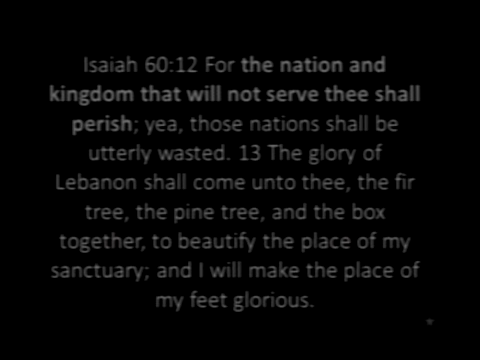 Isaiah 60:12 For the nation and
kingdom that will not serve thee shall
perish; yea, those nations shall be
utterly wasted. 13 The glory of
Lebanon shall come unto thee, the fir
tree, the pine tree, and the box
together, to beautify the place of my
sanctuary; and I will make the place of
my feet glorious.